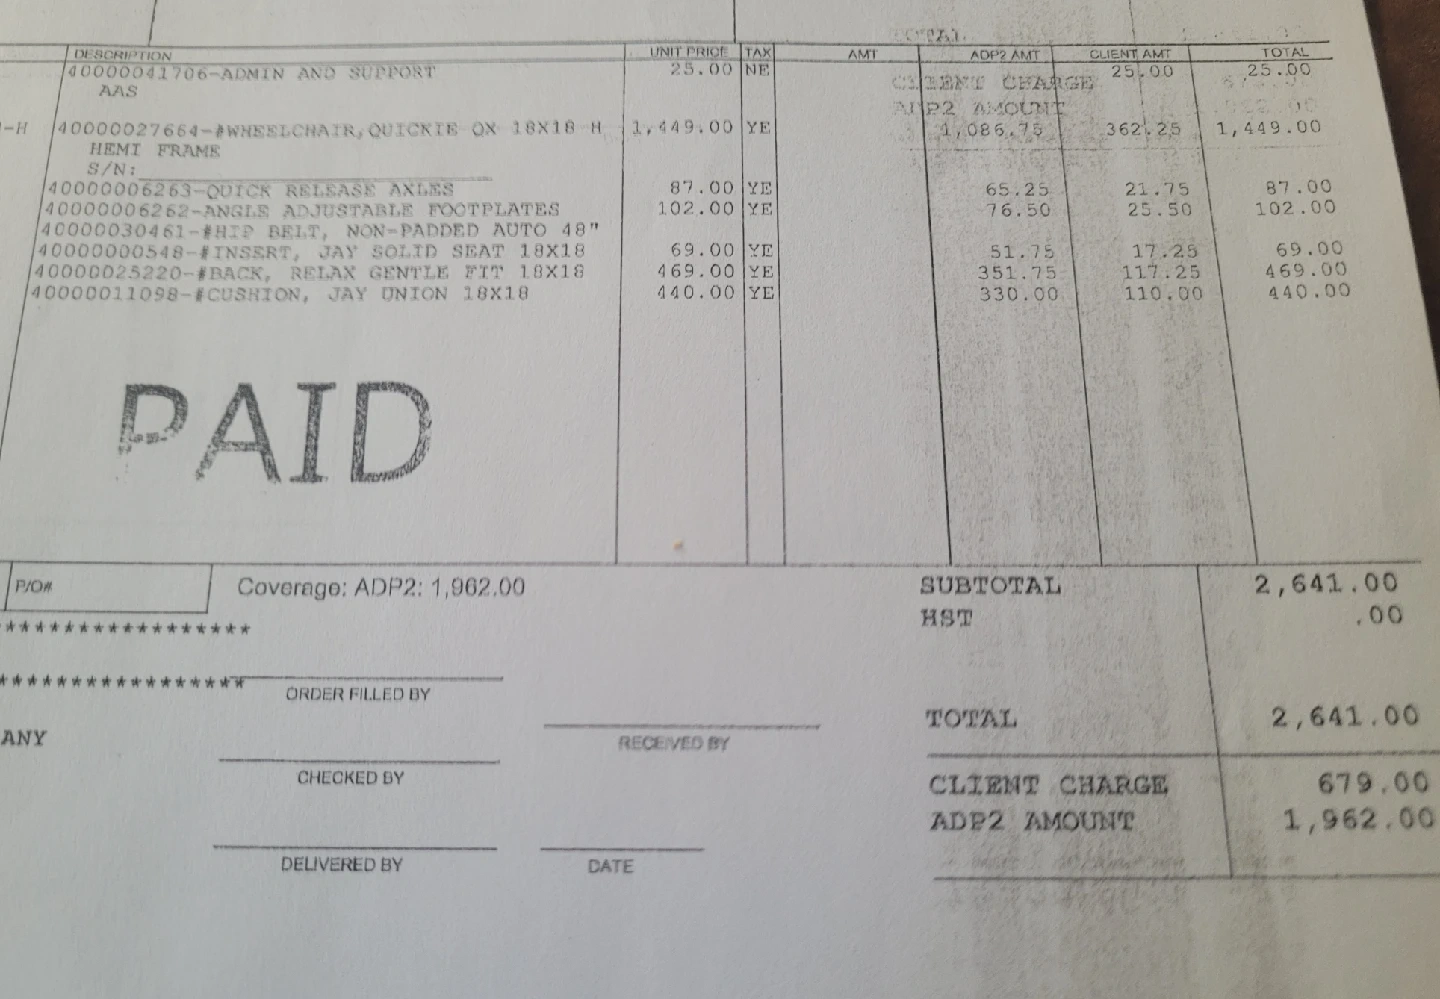 TOTAL
DESCRIPTION UNIT PRICE TAX AMT ADP2 AMT CLIENT AMT TOTAL
40000041706-ADMIN AND SUPPORT 25.00 NE 25.00 25.00
CLIENT CHARGE
AAS
ADP2 AMOUNT
-H 40000027664-#WHEELCHAIR,QUICKIE QX 18X18 H 1,449.00 YE 1,086.75 362.25 1,449.00
HEMI FRAME
S/N:
40000006263-QUICK RELEASE AXLES 87.00 YE 65.25 21.75 87.00
40000006262-ANGLE ADJUSTABLE FOOTPLATES 102.00 YE 76.50 25.50 102.00
40000030461-#HIP BELT, NON-PADDED AUTO 48"
40000000548-#INSERT, JAY SOLID SEAT 18X18 69.00 YE 51.75 17.25 69.00
40000025220-#BACK, RELAX GENTLE FIT 18X18 469.00 YE 351.75 117.25 469.00
40000011098-#CUSHION, JAY UNION 18X18 440.00 YE 330.00 110.00 440.00
PAID
P/O# Coverage: ADP2: 1,962.00 SUBTOTAL 2,641.00
HST .00
*****************
*****************
ORDER FILLED BY
TOTAL 2,641.00
ANY
RECEIVED BY
CHECKED BY CLIENT CHARGE 679.00
ADP2 AMOUNT 1,962.00
DELIVERED BY DATE